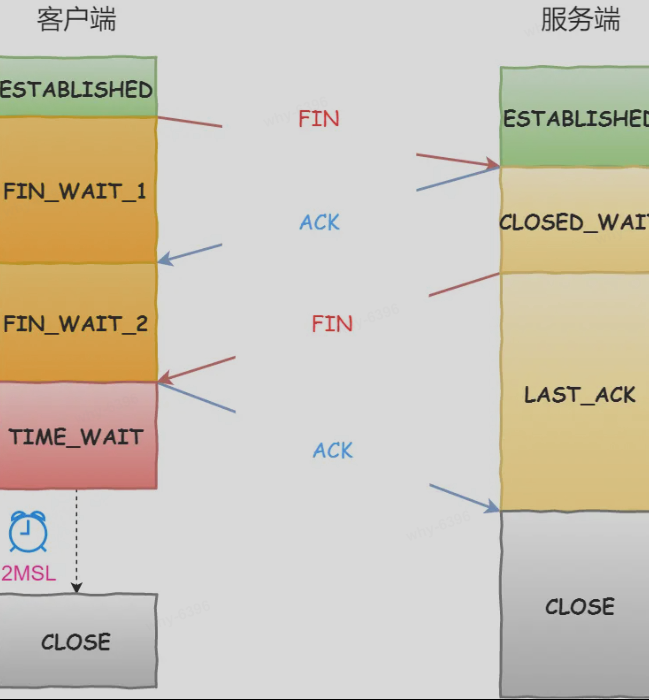 客户端
服务端
ESTABLISHED
ESTABLISHED
FIN
FIN_WAIT_1
ACK
CLOSED_WAIT
FIN_WAIT_2
FIN
LAST_ACK
TIME_WAIT
ACK
2MSL
CLOSE
CLOSE